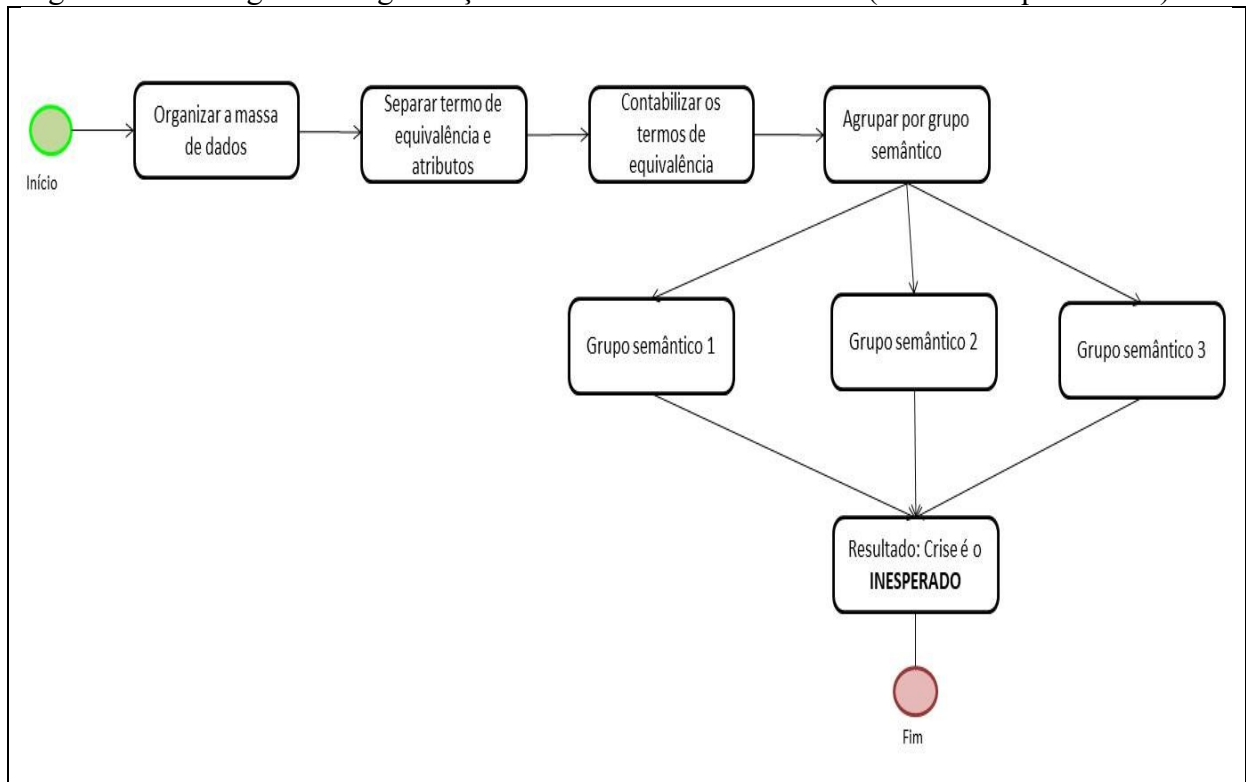 Organizar a massa
de dados
Separar termo de
equivalência e
atributos
Contabilizar os
termos de
equivalência
Agrupar por grupo
semântico
Início
Grupo semântico 1
Grupo semântico 2
Grupo semântico 3
Resultado: Crise é o
INESPERADO
Fim